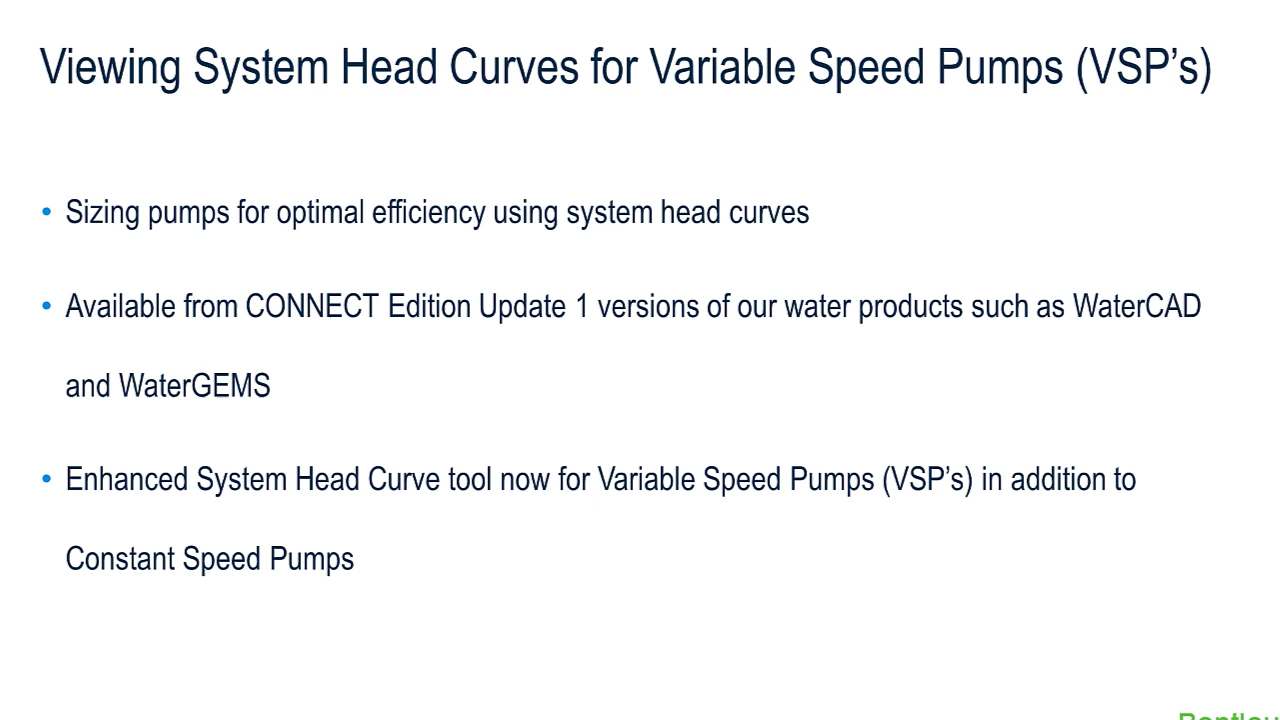 Viewing System Head Curves for Variable Speed Pumps (VSP’s)
• Sizing pumps for optimal efficiency using system head curves
• Available from CONNECT Edition Update 1 versions of our water products such as WaterCAD
and WaterGEMS
• Enhanced System Head Curve tool now for Variable Speed Pumps (VSP’s) in addition to
Constant Speed Pumps